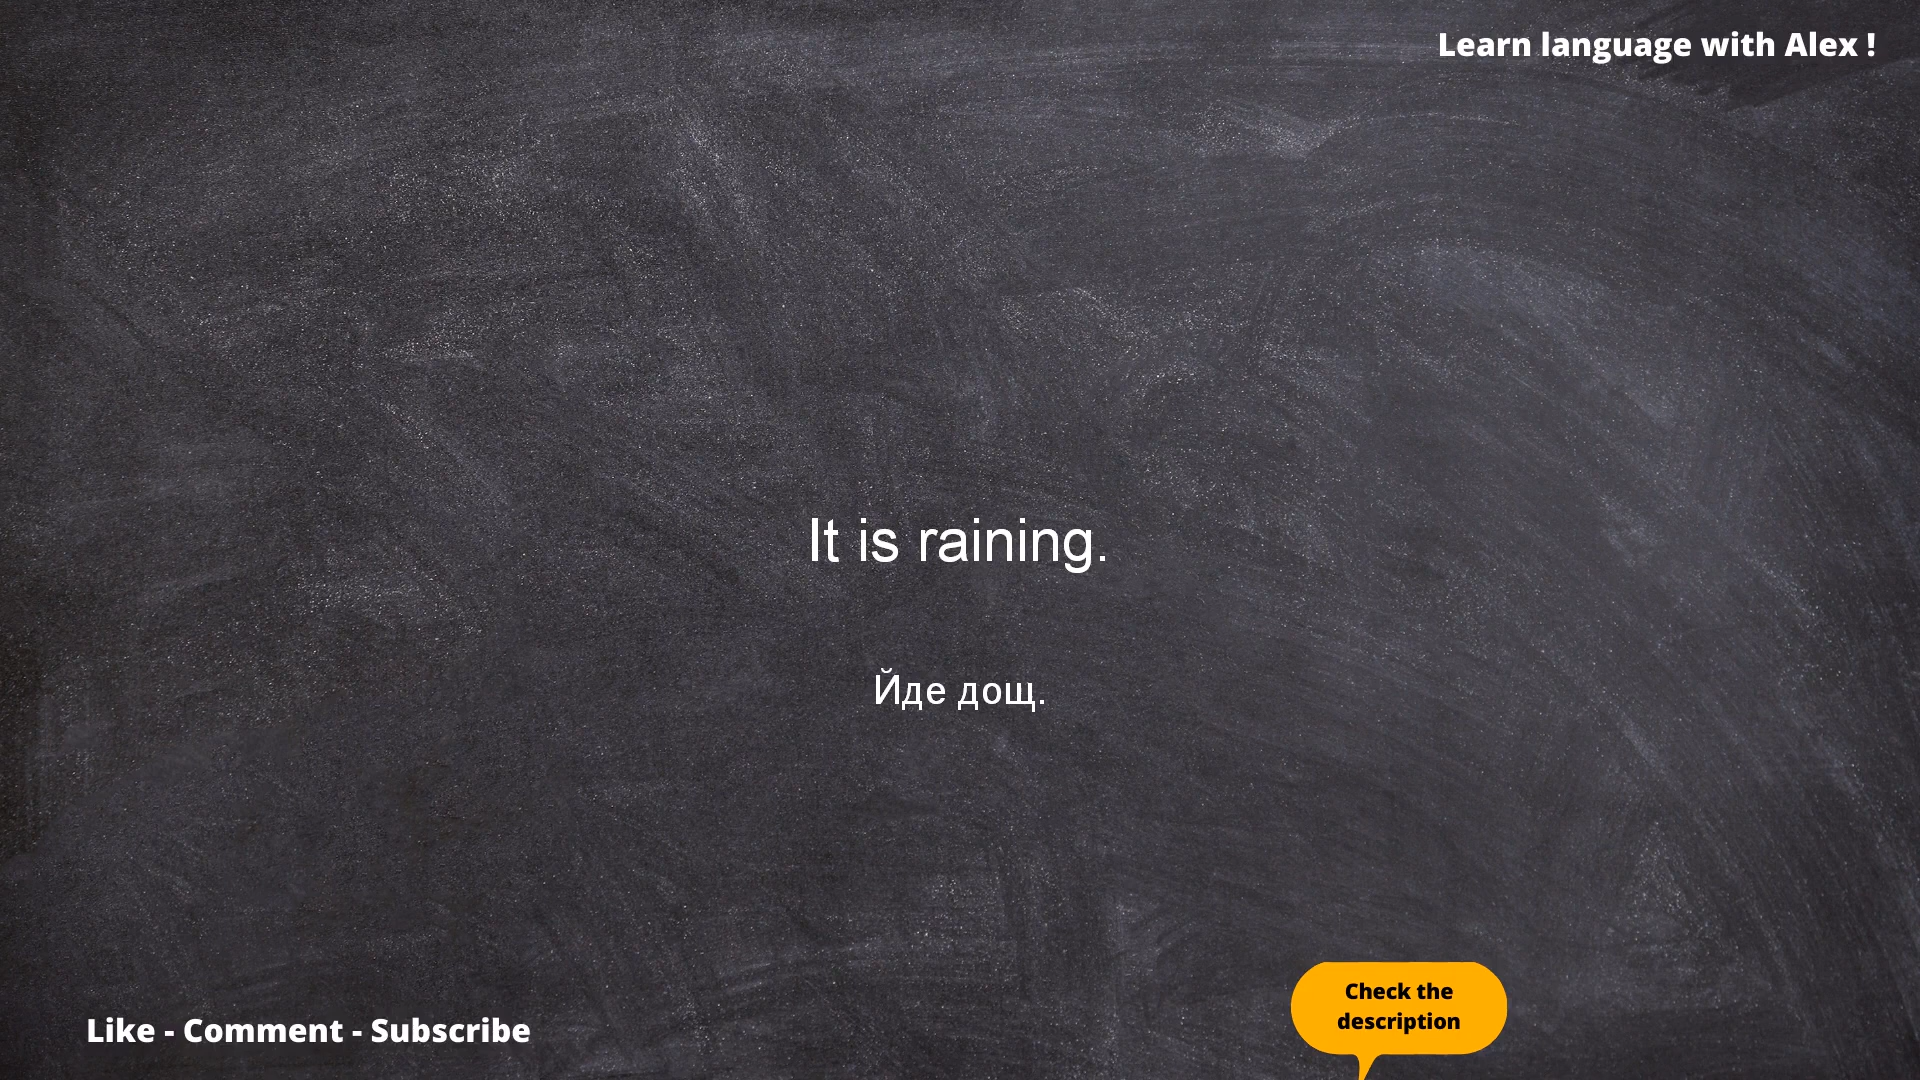 Learn language with Alex !
It is raining.
Йде дощ.
Check the
description
Like - Comment - Subscribe